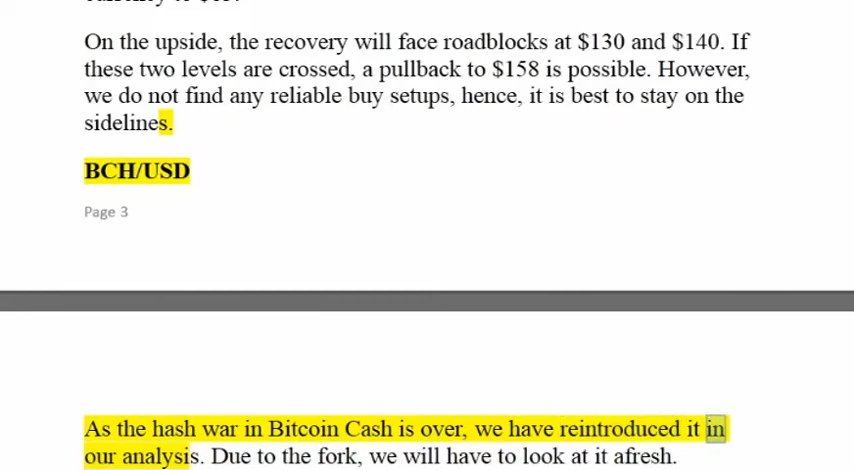 On the upside, the recovery will face roadblocks at $130 and $140. If
these two levels are crossed, a pullback to $158 is possible. However,
we do not find any reliable buy setups, hence, it is best to stay on the
sidelines.
BCH/USD
Page 3
As the hash war in Bitcoin Cash is over, we have reintroduced it in
our analysis. Due to the fork, we will have to look at it afresh.